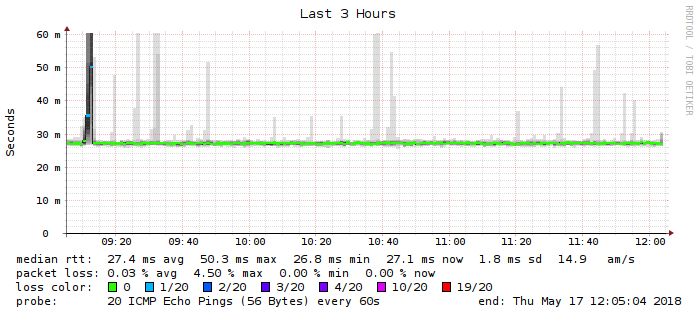 Last 3 Hours
RRDTOOL / TOBI OETIKER
Seconds
60 m
50 m
40 m
30 m
20 m
10 m
0
09:20 09:40 10:00 10:20 10:40 11:00 11:20 11:40 12:00
median rtt: 27.4 ms avg 50.3 ms max 26.8 ms min 27.1 ms now 1.8 ms sd 14.9 am/s
packet loss: 0.03 % avg 4.50 % max 0.00 % min 0.00 % now
loss color: 0 1/20 2/20 3/20 4/20 10/20 19/20
probe: 20 ICMP Echo Pings (56 Bytes) every 60s end: Thu May 17 12:05:04 2018